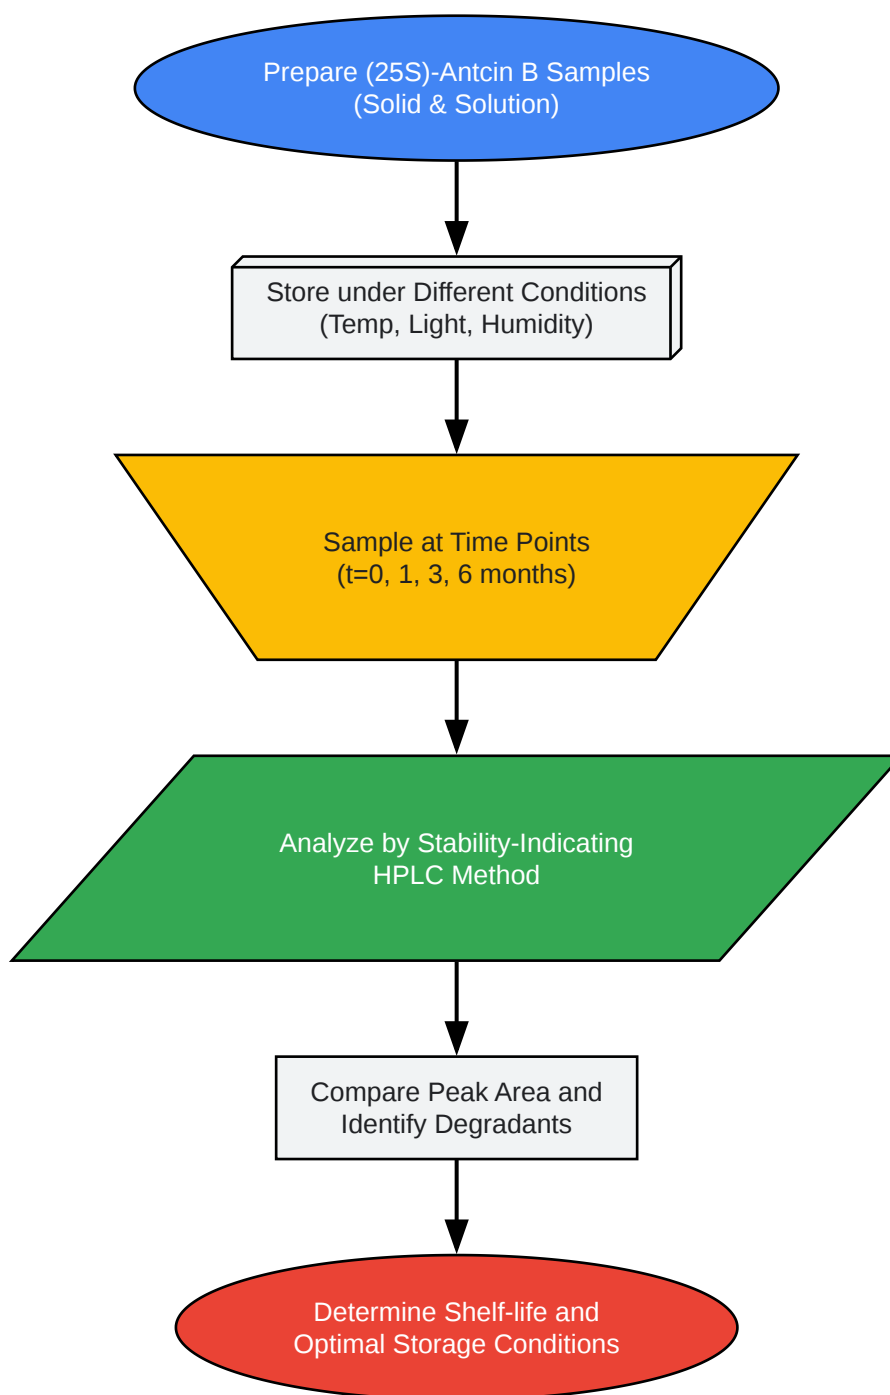 Prepare (25S)-Antcin B Samples
(Solid & Solution)
Store under Different Conditions
(Temp, Light, Humidity)
Sample at Time Points
(t=0, 1, 3, 6 months)
Analyze by Stability-Indicating
HPLC Method
Compare Peak Area and
Identify Degradants
Determine Shelf-life and
Optimal Storage Conditions